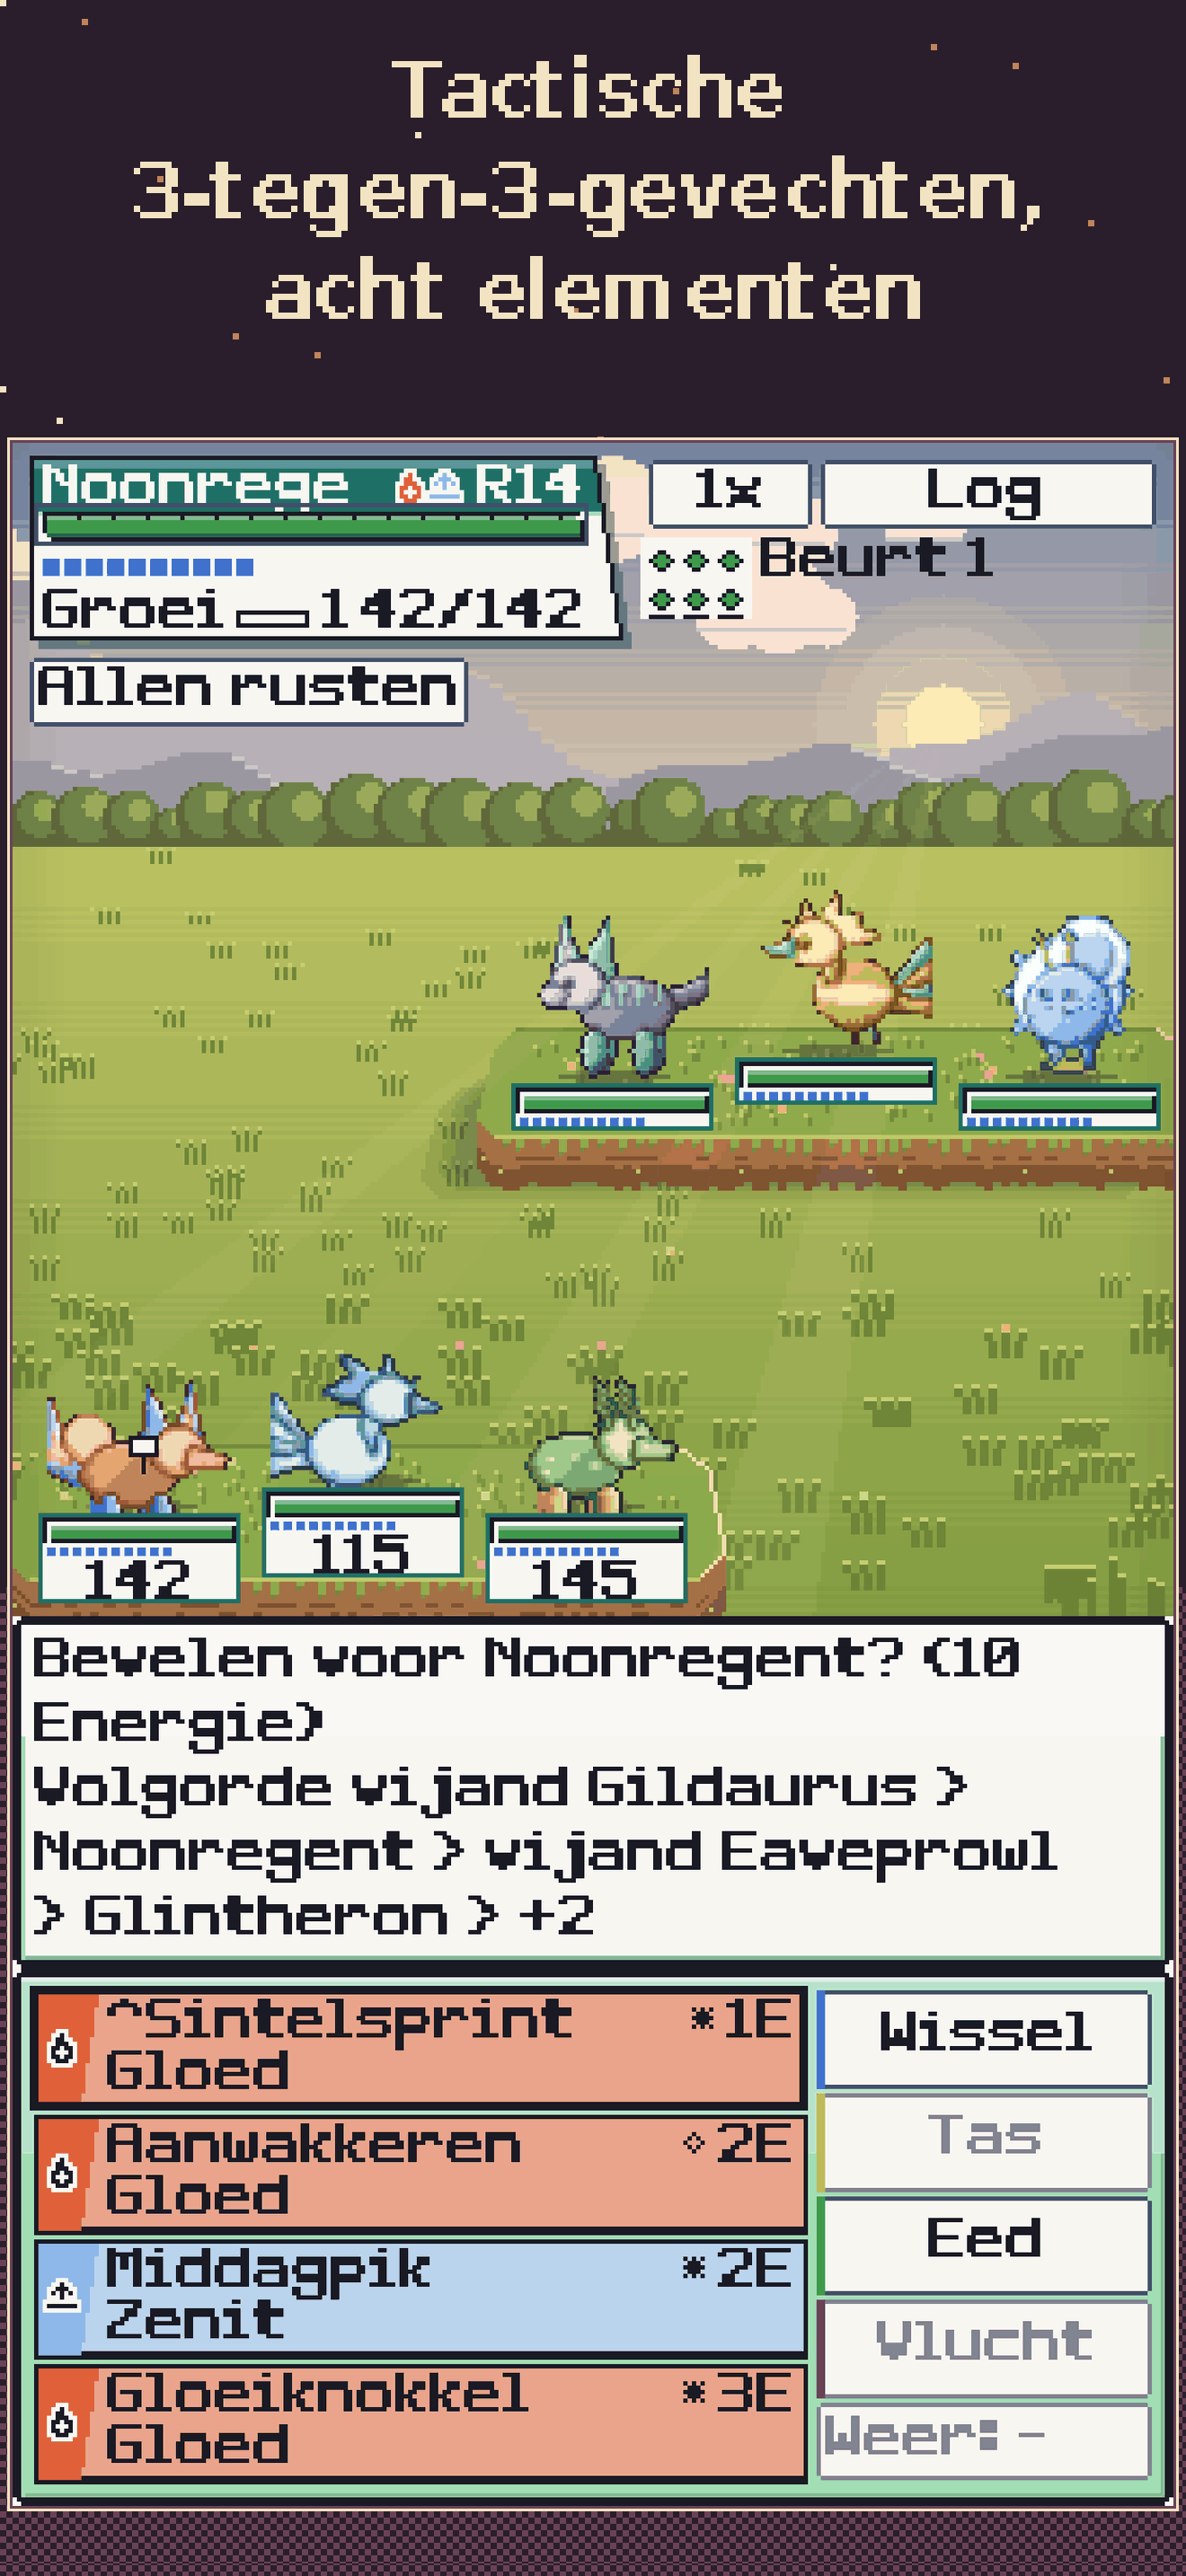 Tactische
3-tegen-3-gevechten,
acht elementen
Noonrege R14
1x
Log
Beurt 1
Groei 142/142
Allen rusten
142
115
145
Bevelen voor Noonregent? (10
Energie)
Volgorde vijand Gildaurus >
Noonregent > vijand Eaveprowl
> Glintheron > +2
^Sintelsprint *1E
Gloed
Wissel
Aanwakkeren ◇2E
Gloed
Tas
Eed
Middagpik *2E
Zenit
Vlucht
Gloeiknokkel *3E
Gloed
Weer: -